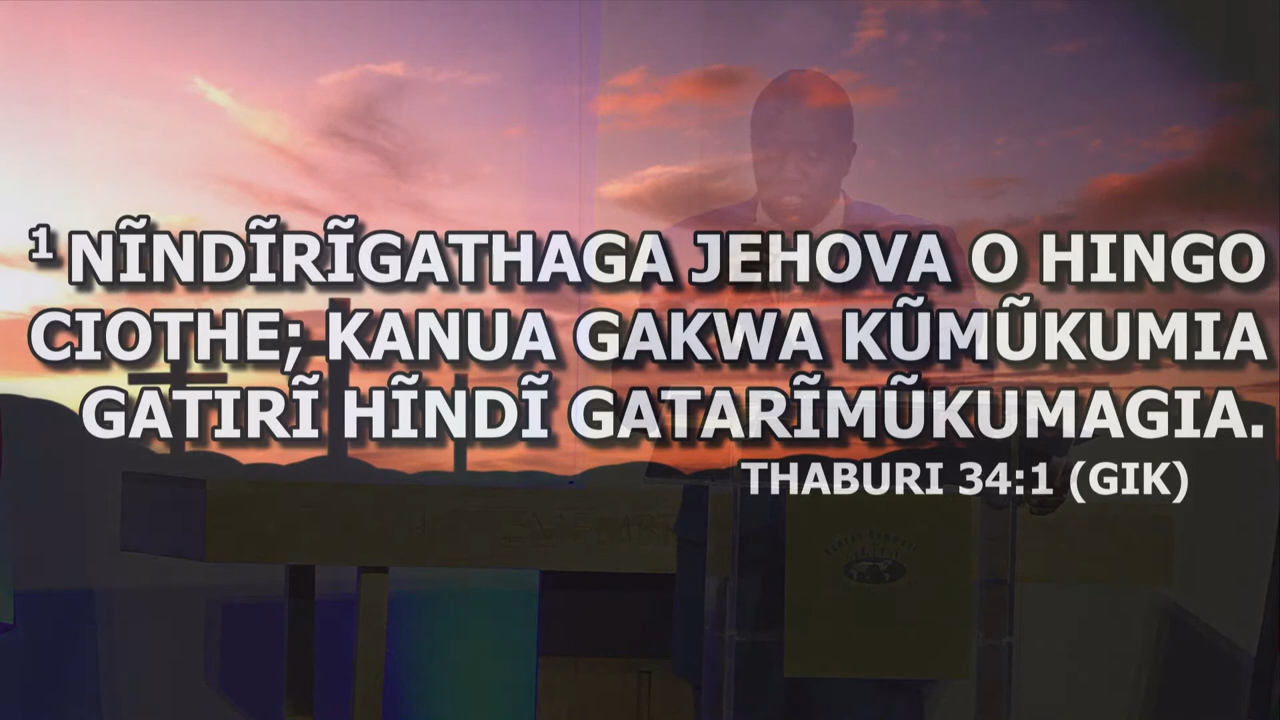 1 NĨNDĨRĨGATHAGA JEHOVA O HINGO
CIOTHE; KANUA GAKWA KŨMŨKUMIA
GATIRĨ HĨNDĨ GATARĨMŨKUMAGIA.
THABURI 34:1 (GIK)